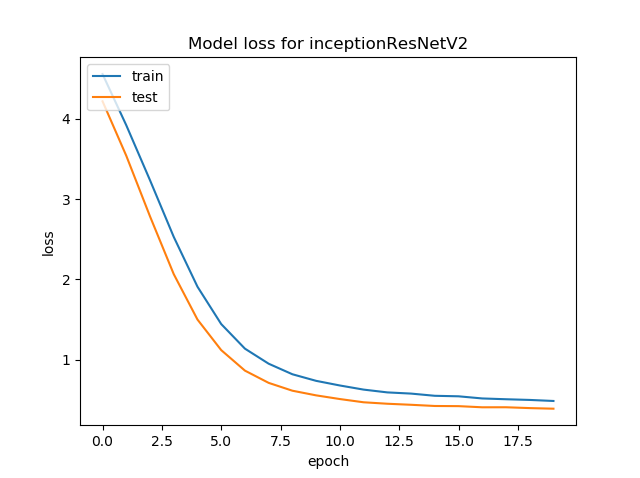 Model loss for inceptionResNetV2
train
test
4
3
2
1
loss
0.0 2.5 5.0 7.5 10.0 12.5 15.0 17.5
epoch